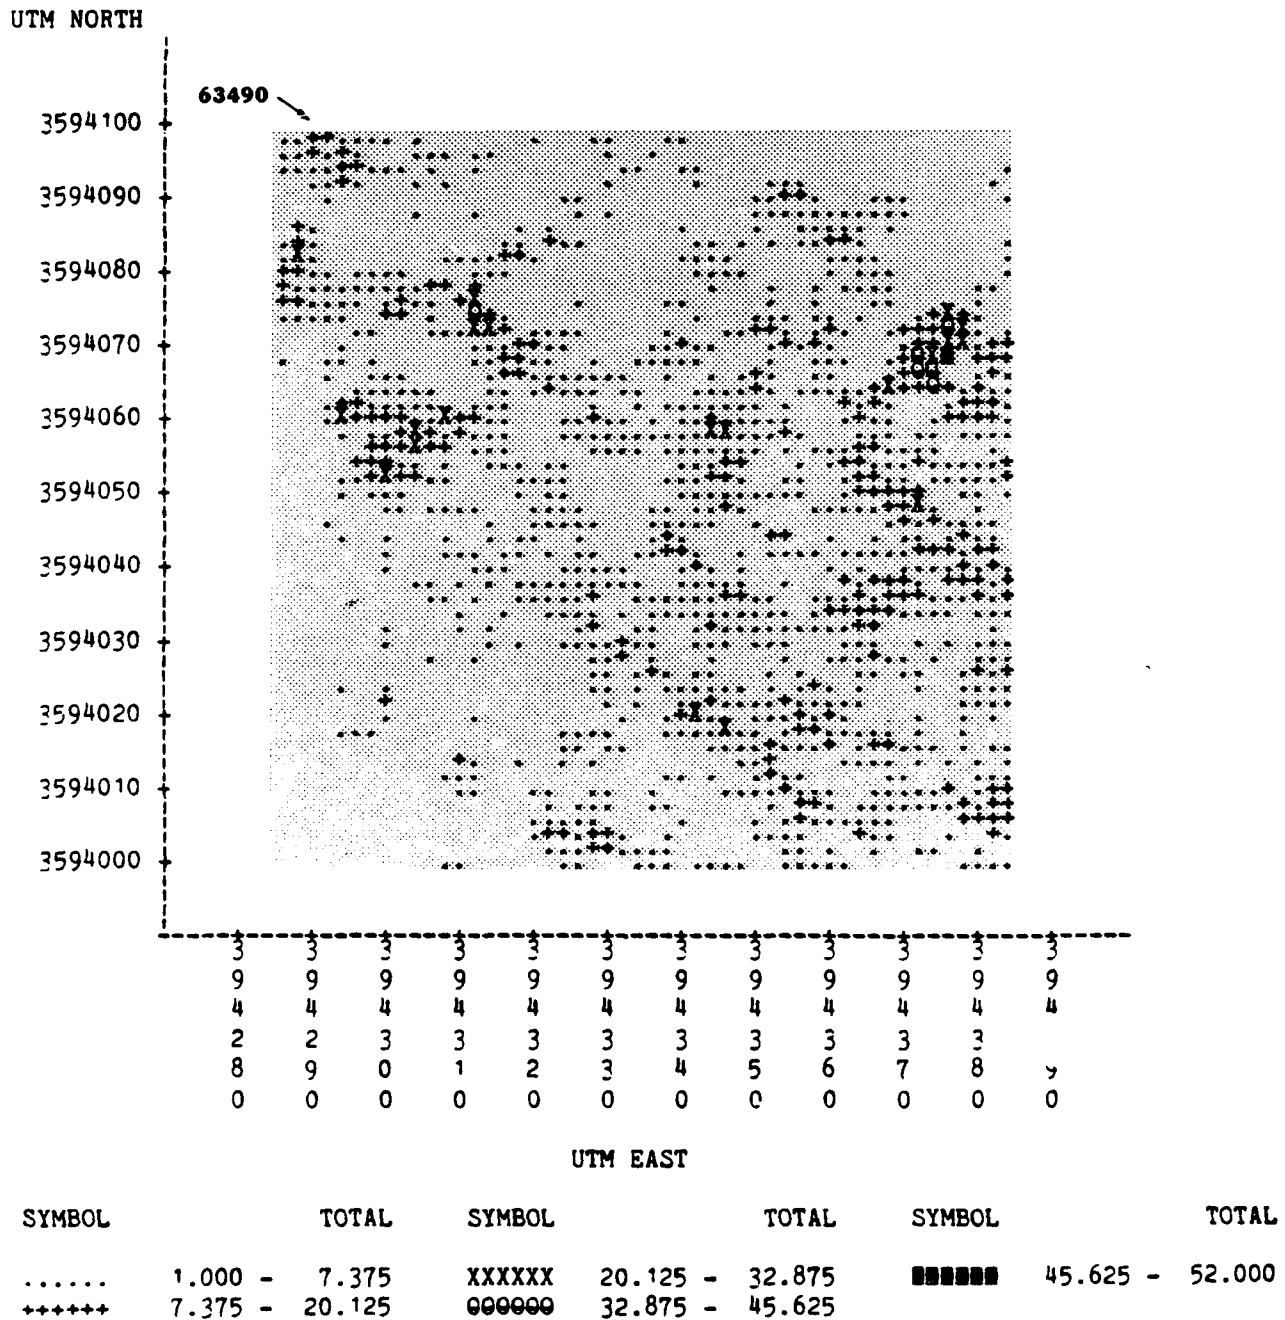 UTM NORTH
63490
3594100
3594090
3594080
3594070
3594060
3594050
3594040
3594030
3594020
3594010
3594000
3 3 3 3 3 3 3 3 3 3 3 3
9 9 9 9 9 9 9 9 9 9 9 9
4 4 4 4 4 4 4 4 4 4 4 4
2 2 3 3 3 3 3 3 3 3 3
8 9 0 1 2 3 4 5 6 7 8 9
0 0 0 0 0 0 0 0 0 0 0 0
UTM EAST
SYMBOL TOTAL SYMBOL TOTAL SYMBOL TOTAL
...... 1.000 - 7.375 XXXXXX 20.125 - 32.875 ■■■■■■ 45.625 - 52.000
++++++ 7.375 - 20.125 000000 32.875 - 45.625